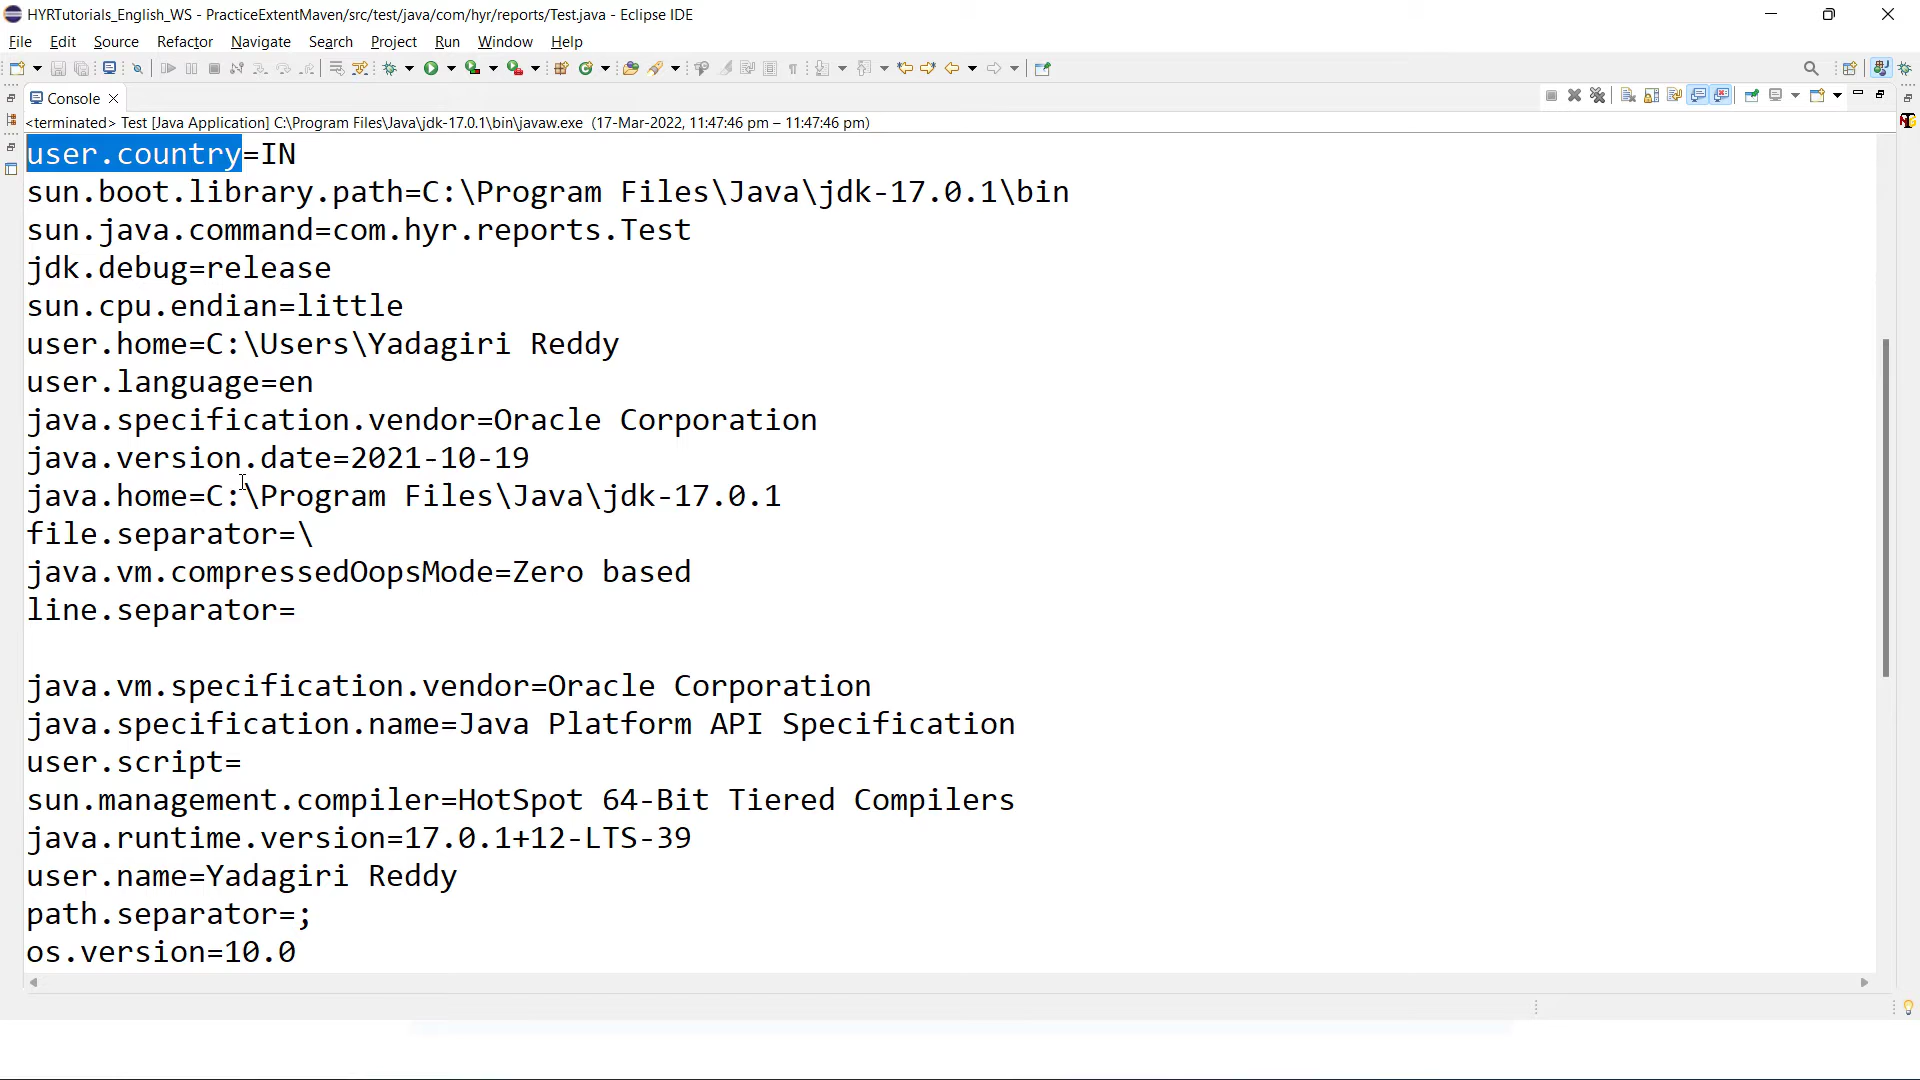 HYRTutorials_English_WS - PracticeExtentMaven/src/test/java/com/hyr/reports/Test.java - Eclipse IDE
File Edit Source Refactor Navigate Search Project Run Window Help
Console
<terminated> Test [Java Application] C:\Program Files\Java\jdk-17.0.1\bin\javaw.exe (17-Mar-2022, 11:47:46 pm – 11:47:46 pm)
user.country=IN
sun.boot.library.path=C:\Program Files\Java\jdk-17.0.1\bin
sun.java.command=com.hyr.reports.Test
jdk.debug=release
sun.cpu.endian=little
user.home=C:\Users\Yadagiri Reddy
user.language=en
java.specification.vendor=Oracle Corporation
java.version.date=2021-10-19
java.home=C:\Program Files\Java\jdk-17.0.1
file.separator=\
java.vm.compressedOopsMode=Zero based
line.separator=
java.vm.specification.vendor=Oracle Corporation
java.specification.name=Java Platform API Specification
user.script=
sun.management.compiler=HotSpot 64-Bit Tiered Compilers
java.runtime.version=17.0.1+12-LTS-39
user.name=Yadagiri Reddy
path.separator=;
os.version=10.0